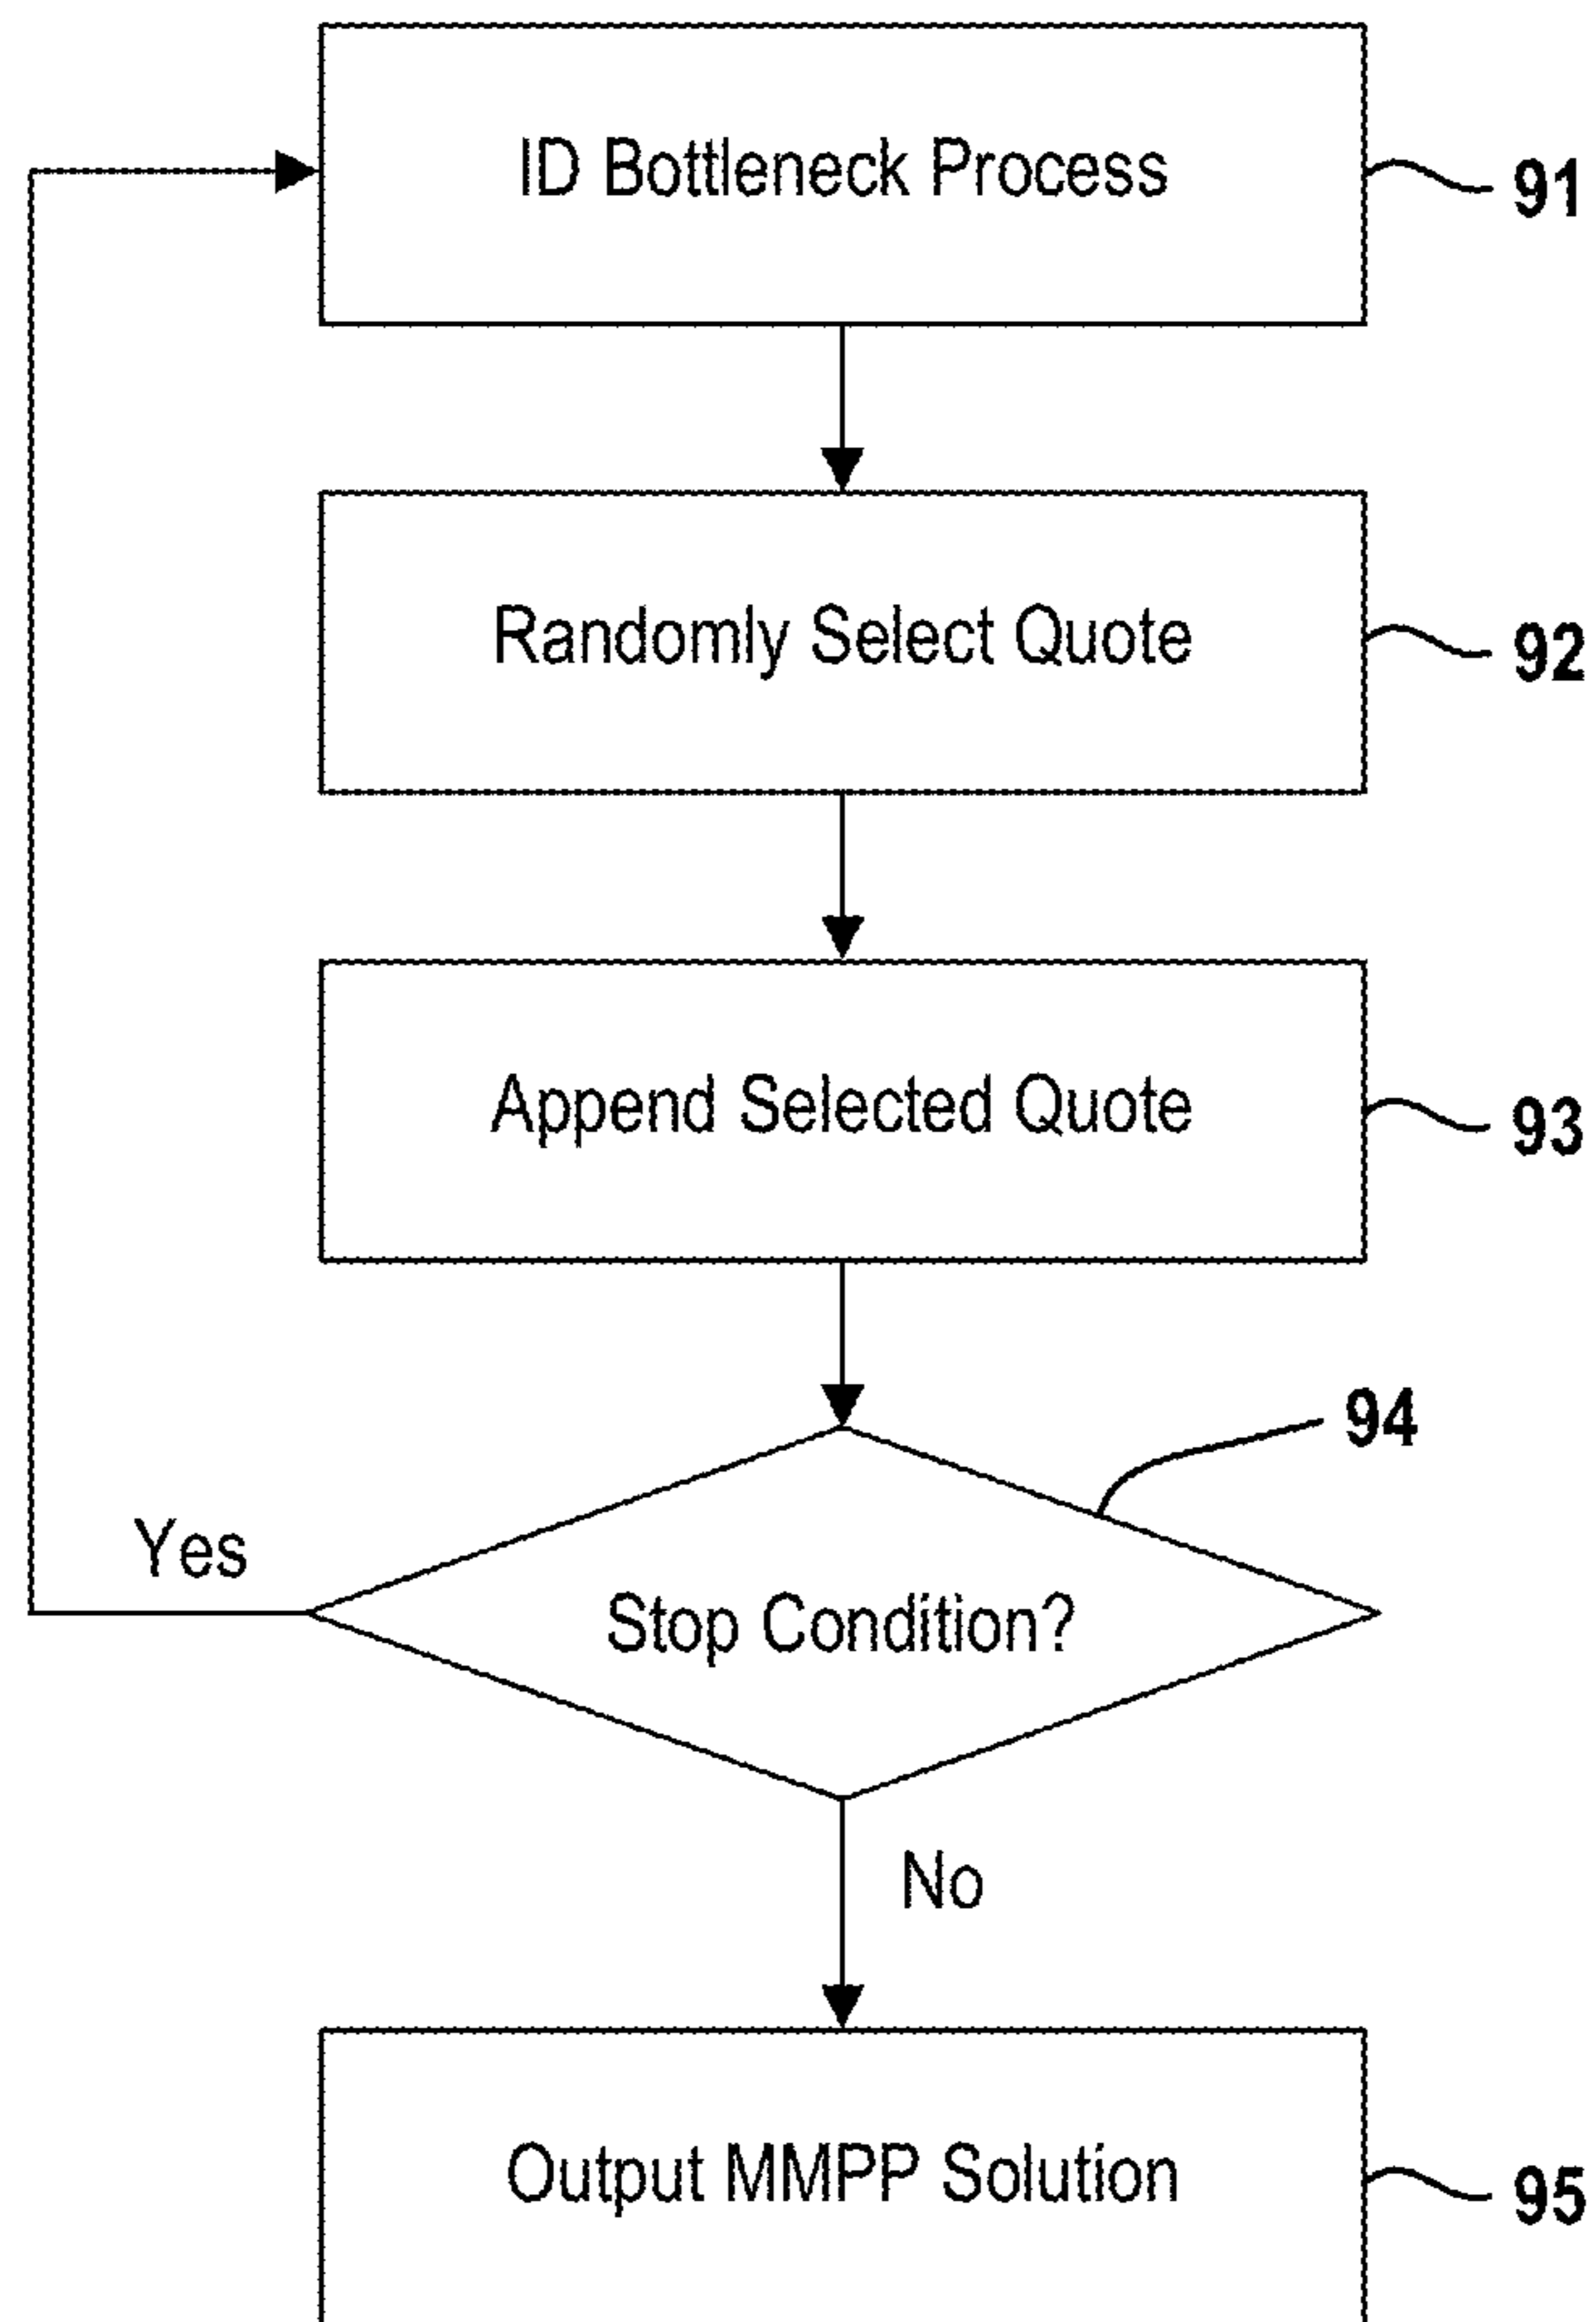 ID Bottleneck Process
91
Randomly Select Quote
92
Append Selected Quote
93
94
Yes
Stop Condition?
No
Output MMPP Solution
95